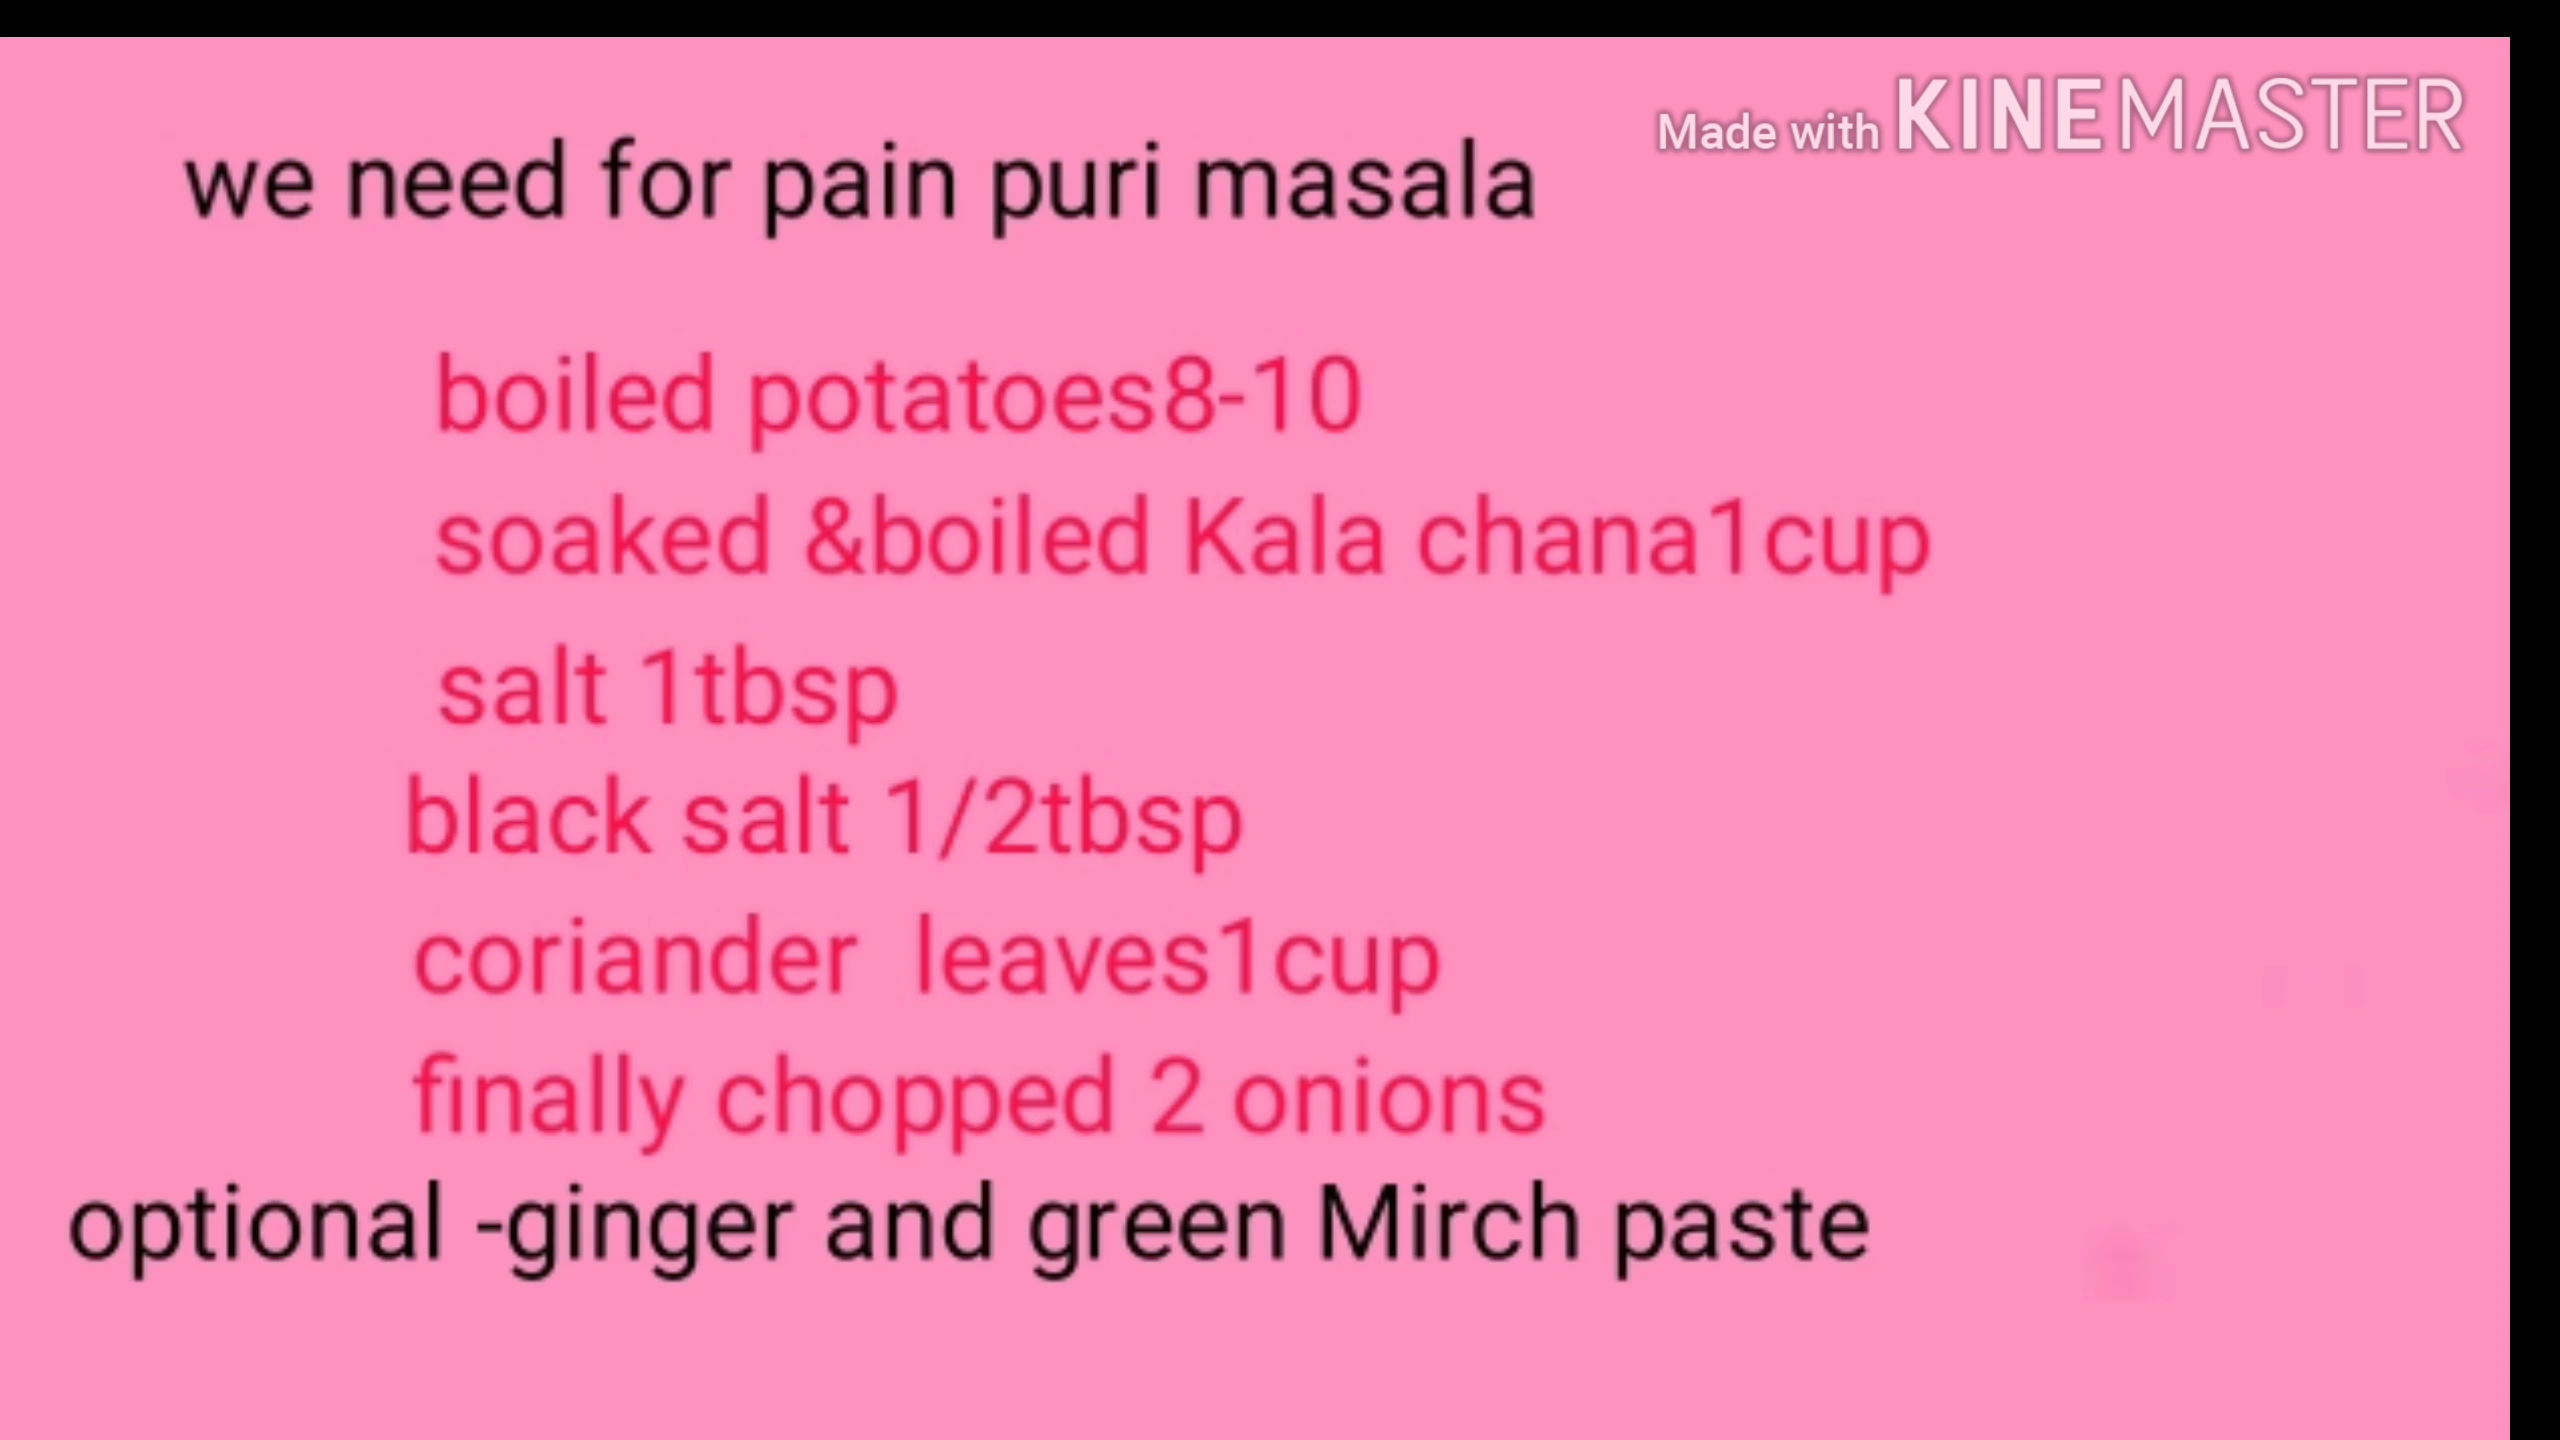 Made with KINEMASTER
we need for pain puri masala
boiled potatoes8-10
soaked &boiled Kala chana1cup
salt 1tbsp
black salt 1/2tbsp
coriander  leaves1cup
finally chopped 2 onions
optional -ginger and green Mirch paste